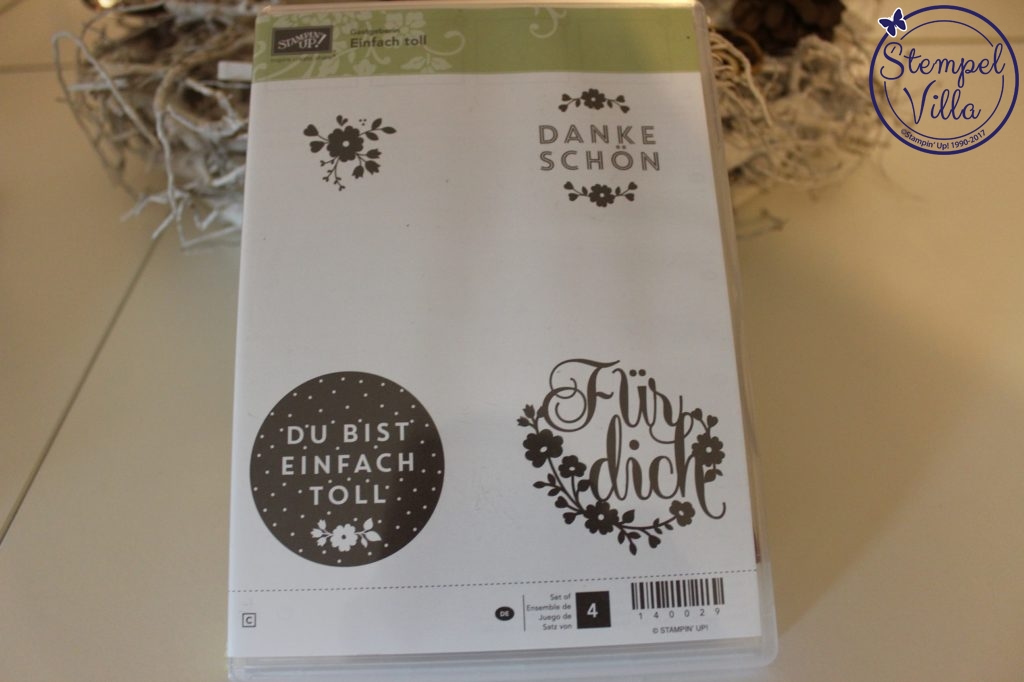 STAMPIN' UP!
Gastgeberin
Einfach toll
Stempel
Villa
©Stampin' Up! 1990-2017
DANKE
SCHÖN
DU BIST
EINFACH
TOLL
Für
dich
C
DE
Set of
Ensemble de
Juego de
Satz von
4
140029
© STAMPIN' UP!